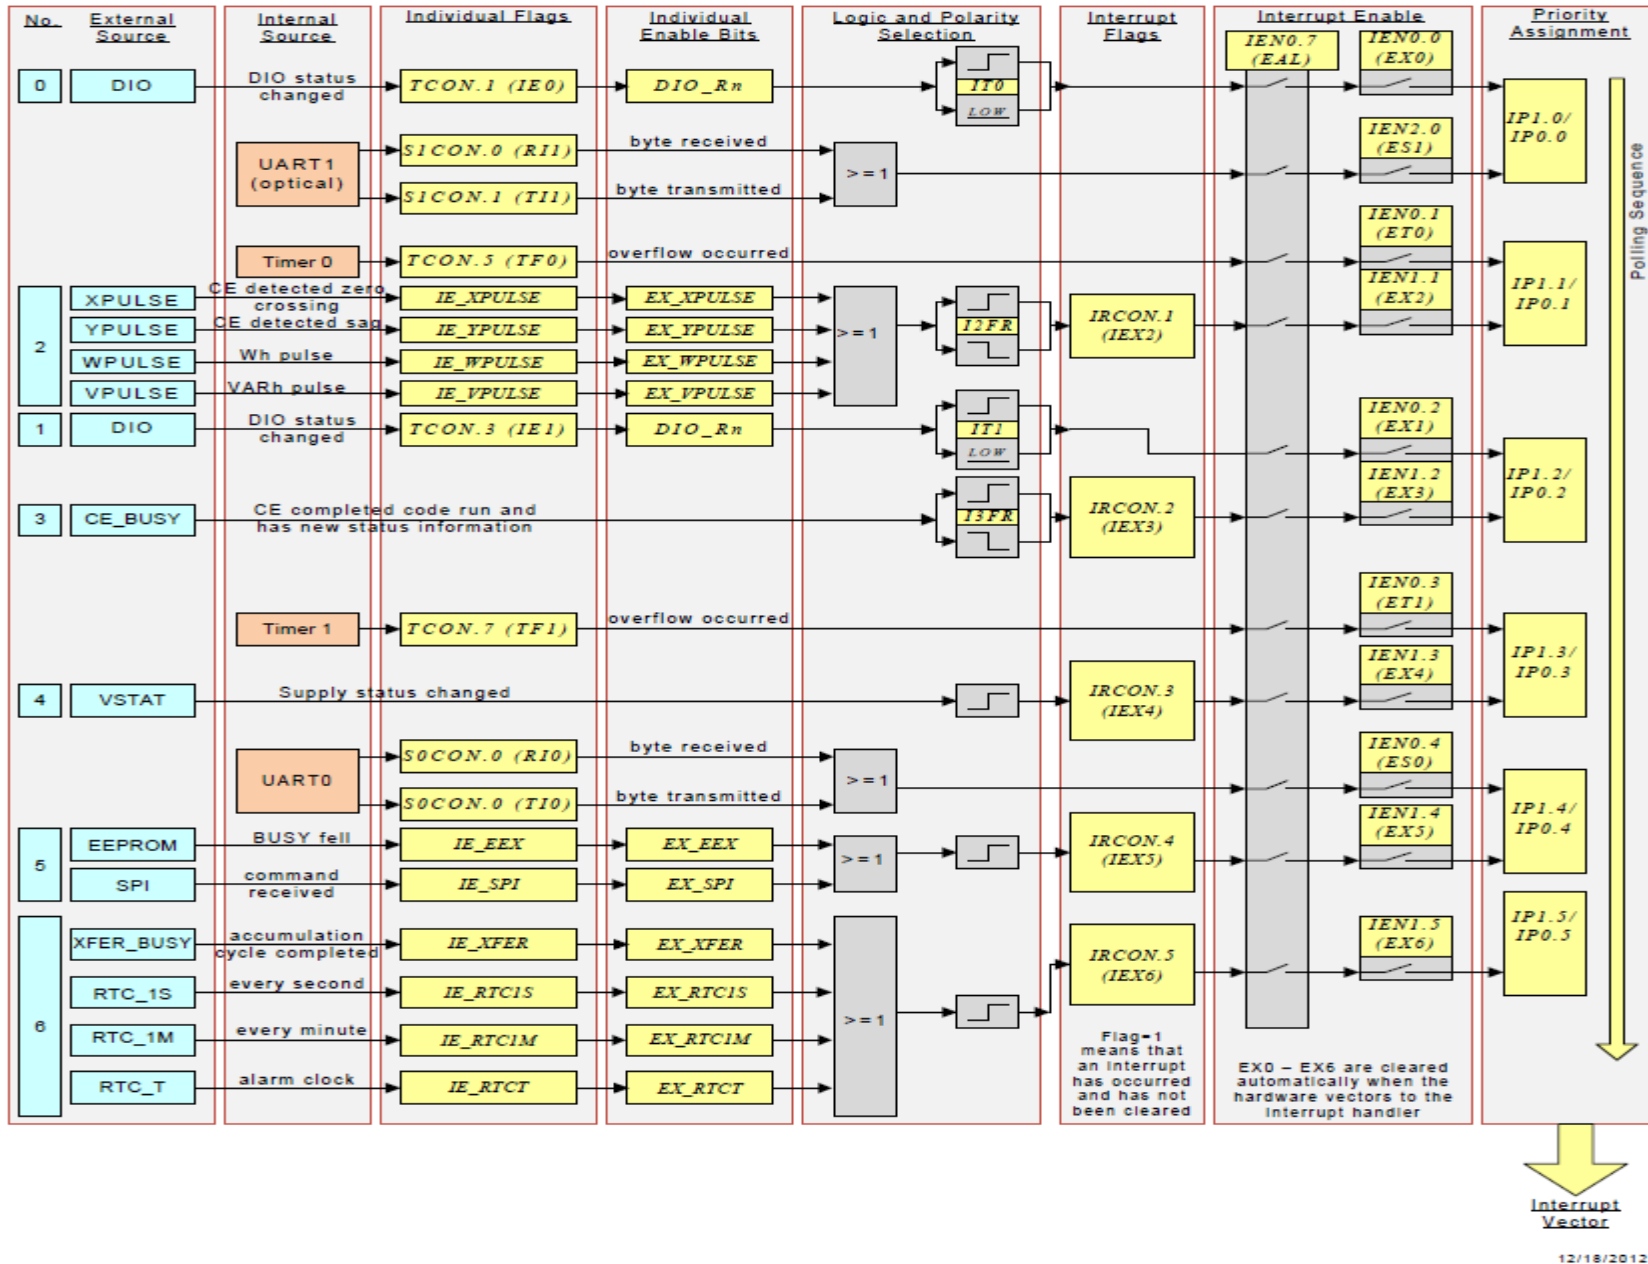 No.
External
Source
Internal
Source
Individual Flags
Individual
Enable Bits
Logic and Polarity
Selection
Interrupt
Flags
Interrupt Enable
Priority
Assignment
IEN0.7
(EAL)
IEN0.0
(EX0)
0
DIO
DIO status
changed
TCON.1 (IE0)
DIO_Rn
IT0
LOW
IP1.0/
IP0.0
UART1
(optical)
S1CON.0 (RI1)
byte received
S1CON.1 (TI1)
byte transmitted
>=1
IEN2.0
(ES1)
Polling Sequence
Timer 0
TCON.5 (TF0)
overflow occurred
IEN0.1
(ET0)
IP1.1/
IP0.1
2
XPULSE
CE detected zero
crossing
IE_XPULSE
EX_XPULSE
YPULSE
CE detected sag
IE_YPULSE
EX_YPULSE
WPULSE
Wh pulse
IE_WPULSE
EX_WPULSE
VPULSE
VARh pulse
IE_VPULSE
EX_VPULSE
>=1
I2FR
IRCON.1
(IEX2)
IEN1.1
(EX2)
1
DIO
DIO status
changed
TCON.3 (IE1)
DIO_Rn
IT1
LOW
IEN0.2
(EX1)
IP1.2/
IP0.2
3
CE_BUSY
CE completed code run and
has new status information
I3FR
IRCON.2
(IEX3)
IEN1.2
(EX3)
Timer 1
TCON.7 (TF1)
overflow occurred
IEN0.3
(ET1)
IP1.3/
IP0.3
4
VSTAT
Supply status changed
IRCON.3
(IEX4)
IEN1.3
(EX4)
UART0
S0CON.0 (RI0)
byte received
S0CON.0 (TI0)
byte transmitted
>=1
IEN0.4
(ES0)
IP1.4/
IP0.4
5
EEPROM
BUSY fell
IE_EEX
EX_EEX
SPI
command
received
IE_SPI
EX_SPI
>=1
IRCON.4
(IEX5)
IEN1.4
(EX5)
6
XFER_BUSY
accumulation
cycle completed
IE_XFER
EX_XFER
RTC_1S
every second
IE_RTC1S
EX_RTC1S
RTC_1M
every minute
IE_RTC1M
EX_RTC1M
RTC_T
alarm clock
IE_RTCT
EX_RTCT
>=1
IRCON.5
(IEX6)
IEN1.5
(EX6)
IP1.5/
IP0.5
Flag=1
means that
an interrupt
has occurred
and has not
been cleared
EX0 – EX6 are cleared
automatically when the
hardware vectors to the
interrupt handler
Interrupt
Vector
12/18/2012